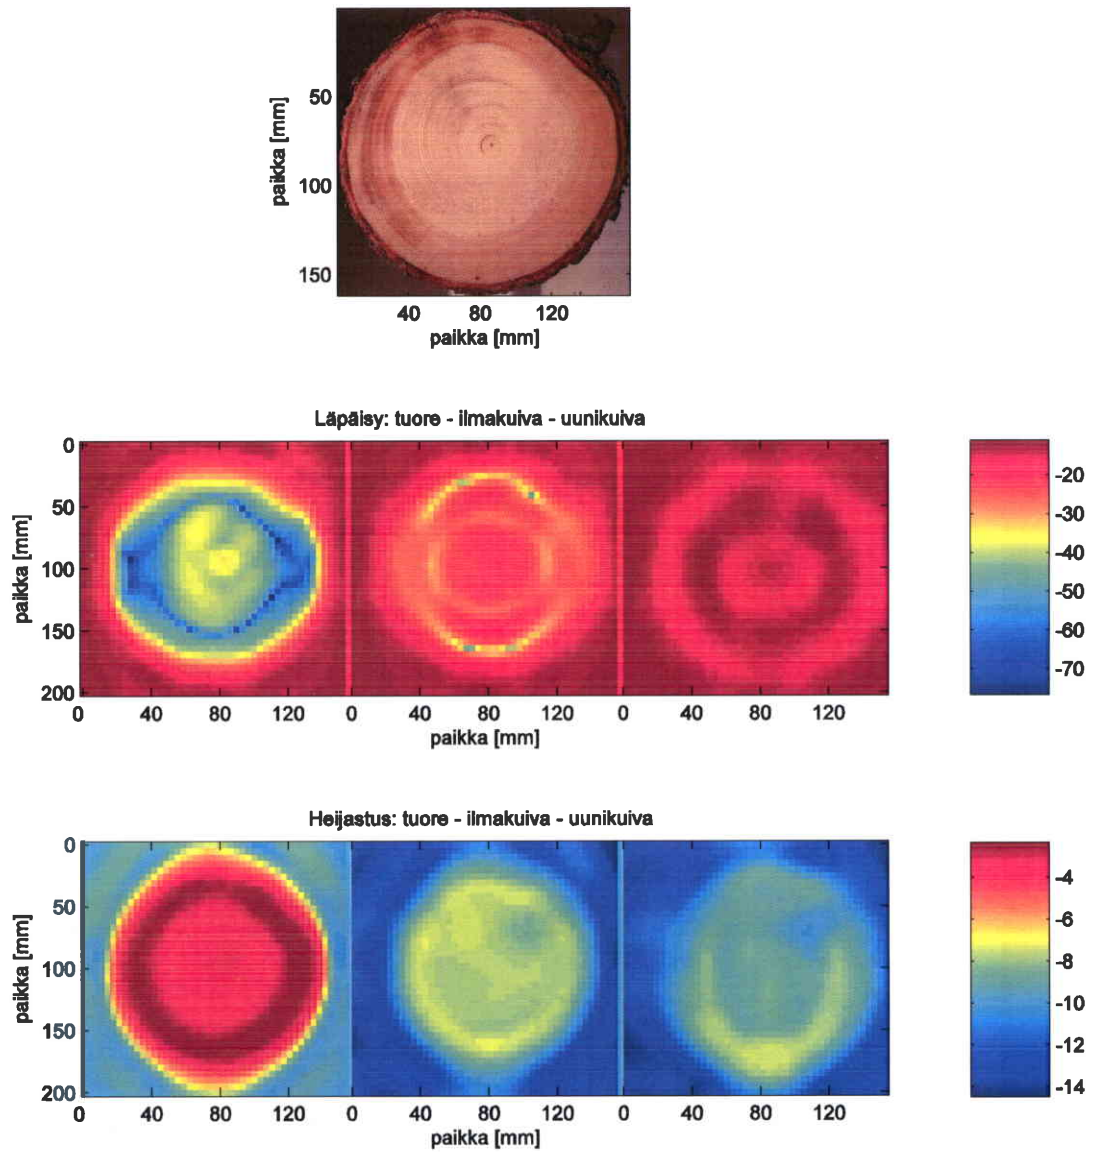 50
100
150
paikka [mm]
40 80 120
paikka [mm]
Läpäisy: tuore - ilmakuiva - uunikuiva
0
50
100
150
200
paikka [mm]
0 40 80 120 0 40 80 120 0 40 80 120
paikka [mm]
-20
-30
-40
-50
-60
-70
Heijastus: tuore - ilmakuiva - uunikuiva
0
50
100
150
200
paikka [mm]
0 40 80 120 0 40 80 120 0 40 80 120
paikka [mm]
-4
-6
-8
-10
-12
-14